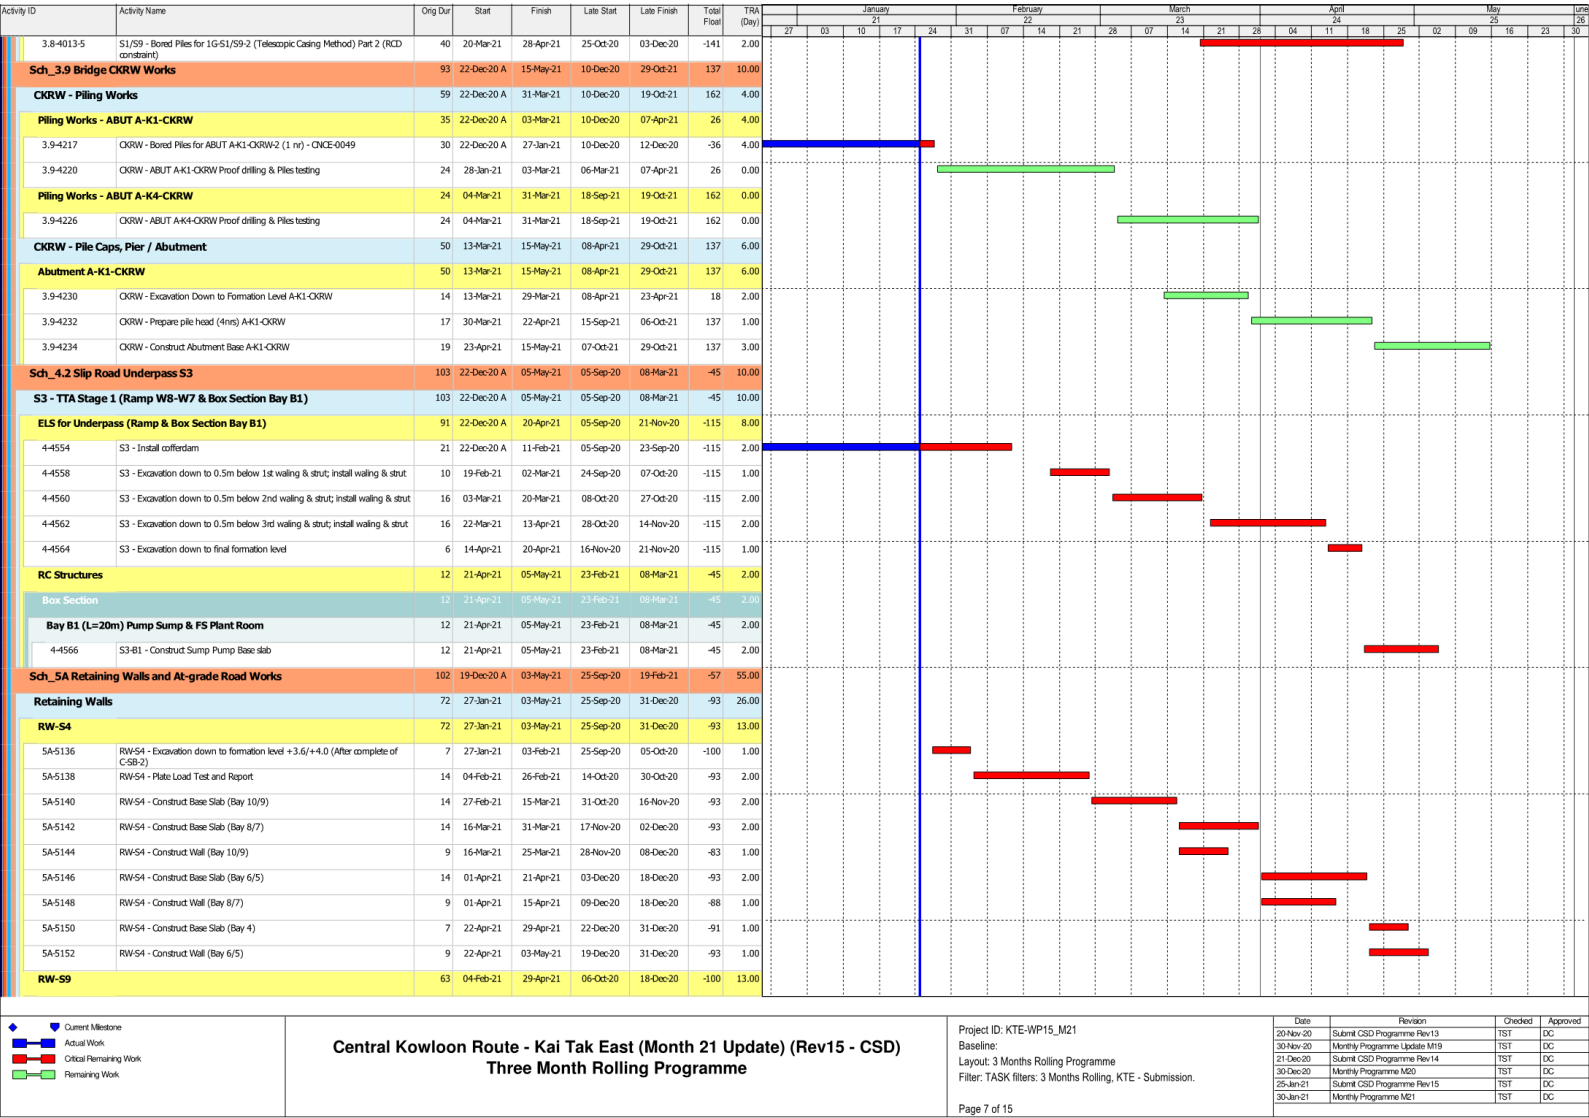 Activity ID Activity Name Orig Dur Start Finish Late Start Late Finish Total Float TRA (Day)
January February March April May une
21 22 23 24 25 26
27 03 10 17 24 31 07 14 21 28 07 14 21 28 04 11 18 25 02 09 16 23 30
3.8-4013-5 S1/S9 - Bored Piles for 1G-S1/S9-2 (Telescopic Casing Method) Part 2 (RCD constraint) 40 20-Mar-21 28-Apr-21 25-Oct-20 03-Dec-20 -141 2.00
Sch_3.9 Bridge CKRW Works 93 22-Dec-20 A 15-May-21 10-Dec-20 29-Oct-21 137 10.00
CKRW - Piling Works 59 22-Dec-20 A 31-Mar-21 10-Dec-20 19-Oct-21 162 4.00
Piling Works - ABUT A-K1-CKRW 35 22-Dec-20 A 03-Mar-21 10-Dec-20 07-Apr-21 26 4.00
3.9-4217 CKRW - Bored Piles for ABUT A-K1-CKRW-2 (1 nr) - CNCE-0049 30 22-Dec-20 A 27-Jan-21 10-Dec-20 12-Dec-20 -36 4.00
3.9-4220 CKRW - ABUT A-K1-CKRW Proof drilling & Piles testing 24 28-Jan-21 03-Mar-21 06-Mar-21 07-Apr-21 26 0.00
Piling Works - ABUT A-K4-CKRW 24 04-Mar-21 31-Mar-21 18-Sep-21 19-Oct-21 162 0.00
3.9-4226 CKRW - ABUT A-K4-CKRW Proof drilling & Piles testing 24 04-Mar-21 31-Mar-21 18-Sep-21 19-Oct-21 162 0.00
CKRW - Pile Caps, Pier / Abutment 50 13-Mar-21 15-May-21 08-Apr-21 29-Oct-21 137 6.00
Abutment A-K1-CKRW 50 13-Mar-21 15-May-21 08-Apr-21 29-Oct-21 137 6.00
3.9-4230 CKRW - Excavation Down to Formation Level A-K1-CKRW 14 13-Mar-21 29-Mar-21 08-Apr-21 23-Apr-21 18 2.00
3.9-4232 CKRW - Prepare pile head (4nrs) A-K1-CKRW 17 30-Mar-21 22-Apr-21 15-Sep-21 06-Oct-21 137 1.00
3.9-4234 CKRW - Construct Abutment Base A-K1-CKRW 19 23-Apr-21 15-May-21 07-Oct-21 29-Oct-21 137 3.00
Sch_4.2 Slip Road Underpass S3 103 22-Dec-20 A 05-May-21 05-Sep-20 08-Mar-21 -45 10.00
S3 - TTA Stage 1 (Ramp W8-W7 & Box Section Bay B1) 103 22-Dec-20 A 05-May-21 05-Sep-20 08-Mar-21 -45 10.00
ELS for Underpass (Ramp & Box Section Bay B1) 91 22-Dec-20 A 20-Apr-21 05-Sep-20 21-Nov-20 -115 8.00
4-4554 S3 - Install cofferdam 21 22-Dec-20 A 11-Feb-21 05-Sep-20 23-Sep-20 -115 2.00
4-4558 S3 - Excavation down to 0.5m below 1st waling & strut; install waling & strut 10 19-Feb-21 02-Mar-21 24-Sep-20 07-Oct-20 -115 1.00
4-4560 S3 - Excavation down to 0.5m below 2nd waling & strut; install waling & strut 16 03-Mar-21 20-Mar-21 08-Oct-20 27-Oct-20 -115 2.00
4-4562 S3 - Excavation down to 0.5m below 3rd waling & strut; install waling & strut 16 22-Mar-21 13-Apr-21 28-Oct-20 14-Nov-20 -115 2.00
4-4564 S3 - Excavation down to final formation level 6 14-Apr-21 20-Apr-21 16-Nov-20 21-Nov-20 -115 1.00
RC Structures 12 21-Apr-21 05-May-21 23-Feb-21 08-Mar-21 -45 2.00
Box Section 12 21-Apr-21 05-May-21 23-Feb-21 08-Mar-21 -45 2.00
Bay B1 (L=20m) Pump Sump & FS Plant Room 12 21-Apr-21 05-May-21 23-Feb-21 08-Mar-21 -45 2.00
4-4566 S3-B1 - Construct Sump Pump Base slab 12 21-Apr-21 05-May-21 23-Feb-21 08-Mar-21 -45 2.00
Sch_5A Retaining Walls and At-grade Road Works 102 19-Dec-20 A 03-May-21 25-Sep-20 19-Feb-21 -57 55.00
Retaining Walls 72 27-Jan-21 03-May-21 25-Sep-20 31-Dec-20 -93 26.00
RW-S4 72 27-Jan-21 03-May-21 25-Sep-20 31-Dec-20 -93 13.00
5A-5136 RW-S4 - Excavation down to formation level +3.6/+4.0 (After complete of C-SB-2) 7 27-Jan-21 03-Feb-21 25-Sep-20 05-Oct-20 -100 1.00
5A-5138 RW-S4 - Plate Load Test and Report 14 04-Feb-21 26-Feb-21 14-Oct-20 30-Oct-20 -93 2.00
5A-5140 RW-S4 - Construct Base Slab (Bay 10/9) 14 27-Feb-21 15-Mar-21 31-Oct-20 16-Nov-20 -93 2.00
5A-5142 RW-S4 - Construct Base Slab (Bay 8/7) 14 16-Mar-21 31-Mar-21 17-Nov-20 02-Dec-20 -93 2.00
5A-5144 RW-S4 - Construct Wall (Bay 10/9) 9 16-Mar-21 25-Mar-21 28-Nov-20 08-Dec-20 -83 1.00
5A-5146 RW-S4 - Construct Base Slab (Bay 6/5) 14 01-Apr-21 21-Apr-21 03-Dec-20 18-Dec-20 -93 2.00
5A-5148 RW-S4 - Construct Wall (Bay 8/7) 9 01-Apr-21 15-Apr-21 09-Dec-20 18-Dec-20 -88 1.00
5A-5150 RW-S4 - Construct Base Slab (Bay 4) 7 22-Apr-21 29-Apr-21 22-Dec-20 31-Dec-20 -91 1.00
5A-5152 RW-S4 - Construct Wall (Bay 6/5) 9 22-Apr-21 03-May-21 19-Dec-20 31-Dec-20 -93 1.00
RW-S9 63 04-Feb-21 29-Apr-21 06-Oct-20 18-Dec-20 -100 13.00
Current Milestone
Actual Work
Critical Remaining Work
Remaining Work
Central Kowloon Route - Kai Tak East (Month 21 Update) (Rev15 - CSD)
Three Month Rolling Programme
Project ID: KTE-WP15_M21
Baseline:
Layout: 3 Months Rolling Programme
Filter: TASK filters: 3 Months Rolling, KTE - Submission.
Page 7 of 15
Date Revision Checked Approved
20-Nov-20 Submit CSD Programme Rev13 TST DC
30-Nov-20 Monthly Programme Update M19 TST DC
21-Dec-20 Submit CSD Programme Rev14 TST DC
30-Dec-20 Monthly Programme M20 TST DC
25-Jan-21 Submit CSD Programme Rev15 TST DC
30-Jan-21 Monthly Programme M21 TST DC